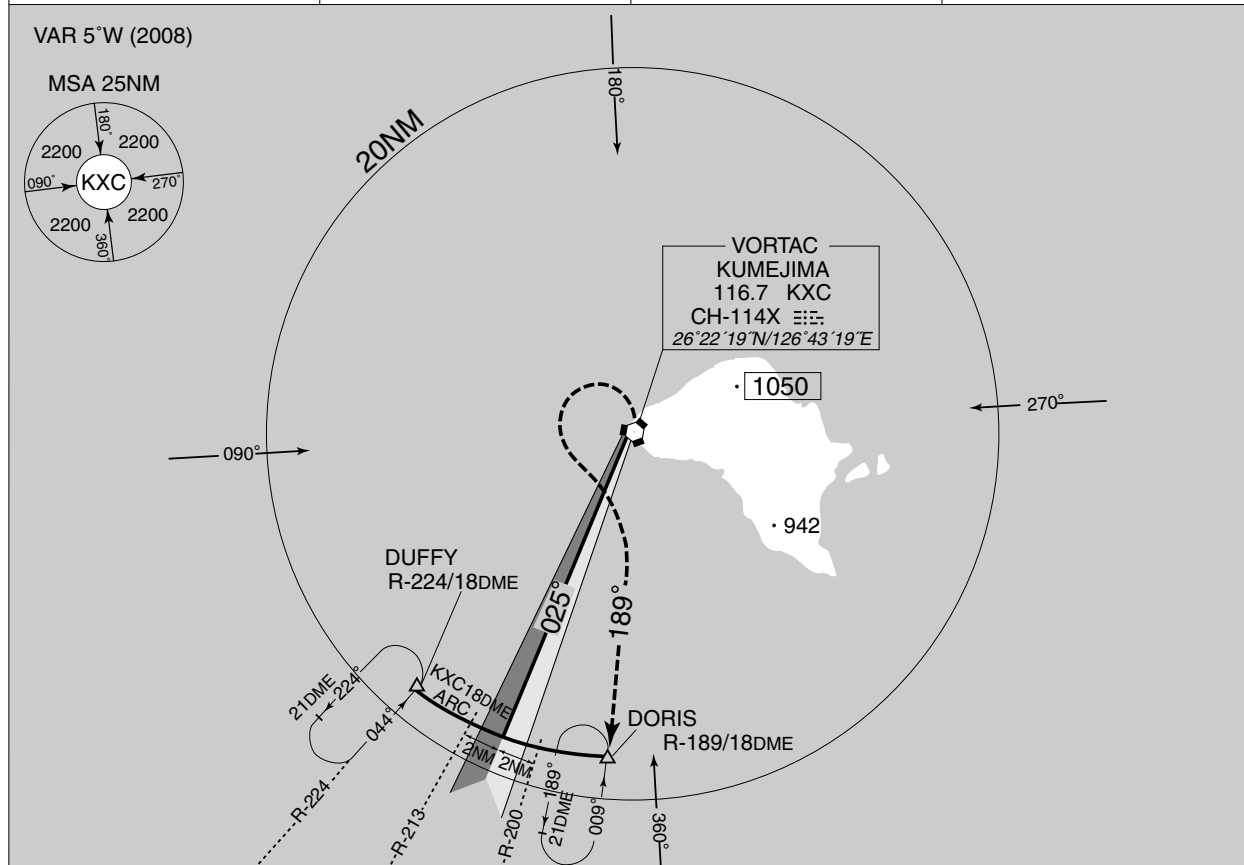 VAR 5°W (2008)
MSA 25NM
180°
2200
2200
090°
KXC
270°
2200
2200
360°
20NM
180°
VORTAC
KUMEJIMA
116.7 KXC
CH-114X
26°22´19˝N/126°43´19˝E
1050
270°
090°
942
DUFFY
R-224/18DME
025°
189°
KXC18DME
ARC
21DME
224°
044°
DORIS
R-189/18DME
2NM
2NM
189°
21DME
009°
360°
R-224
R-213
R-200